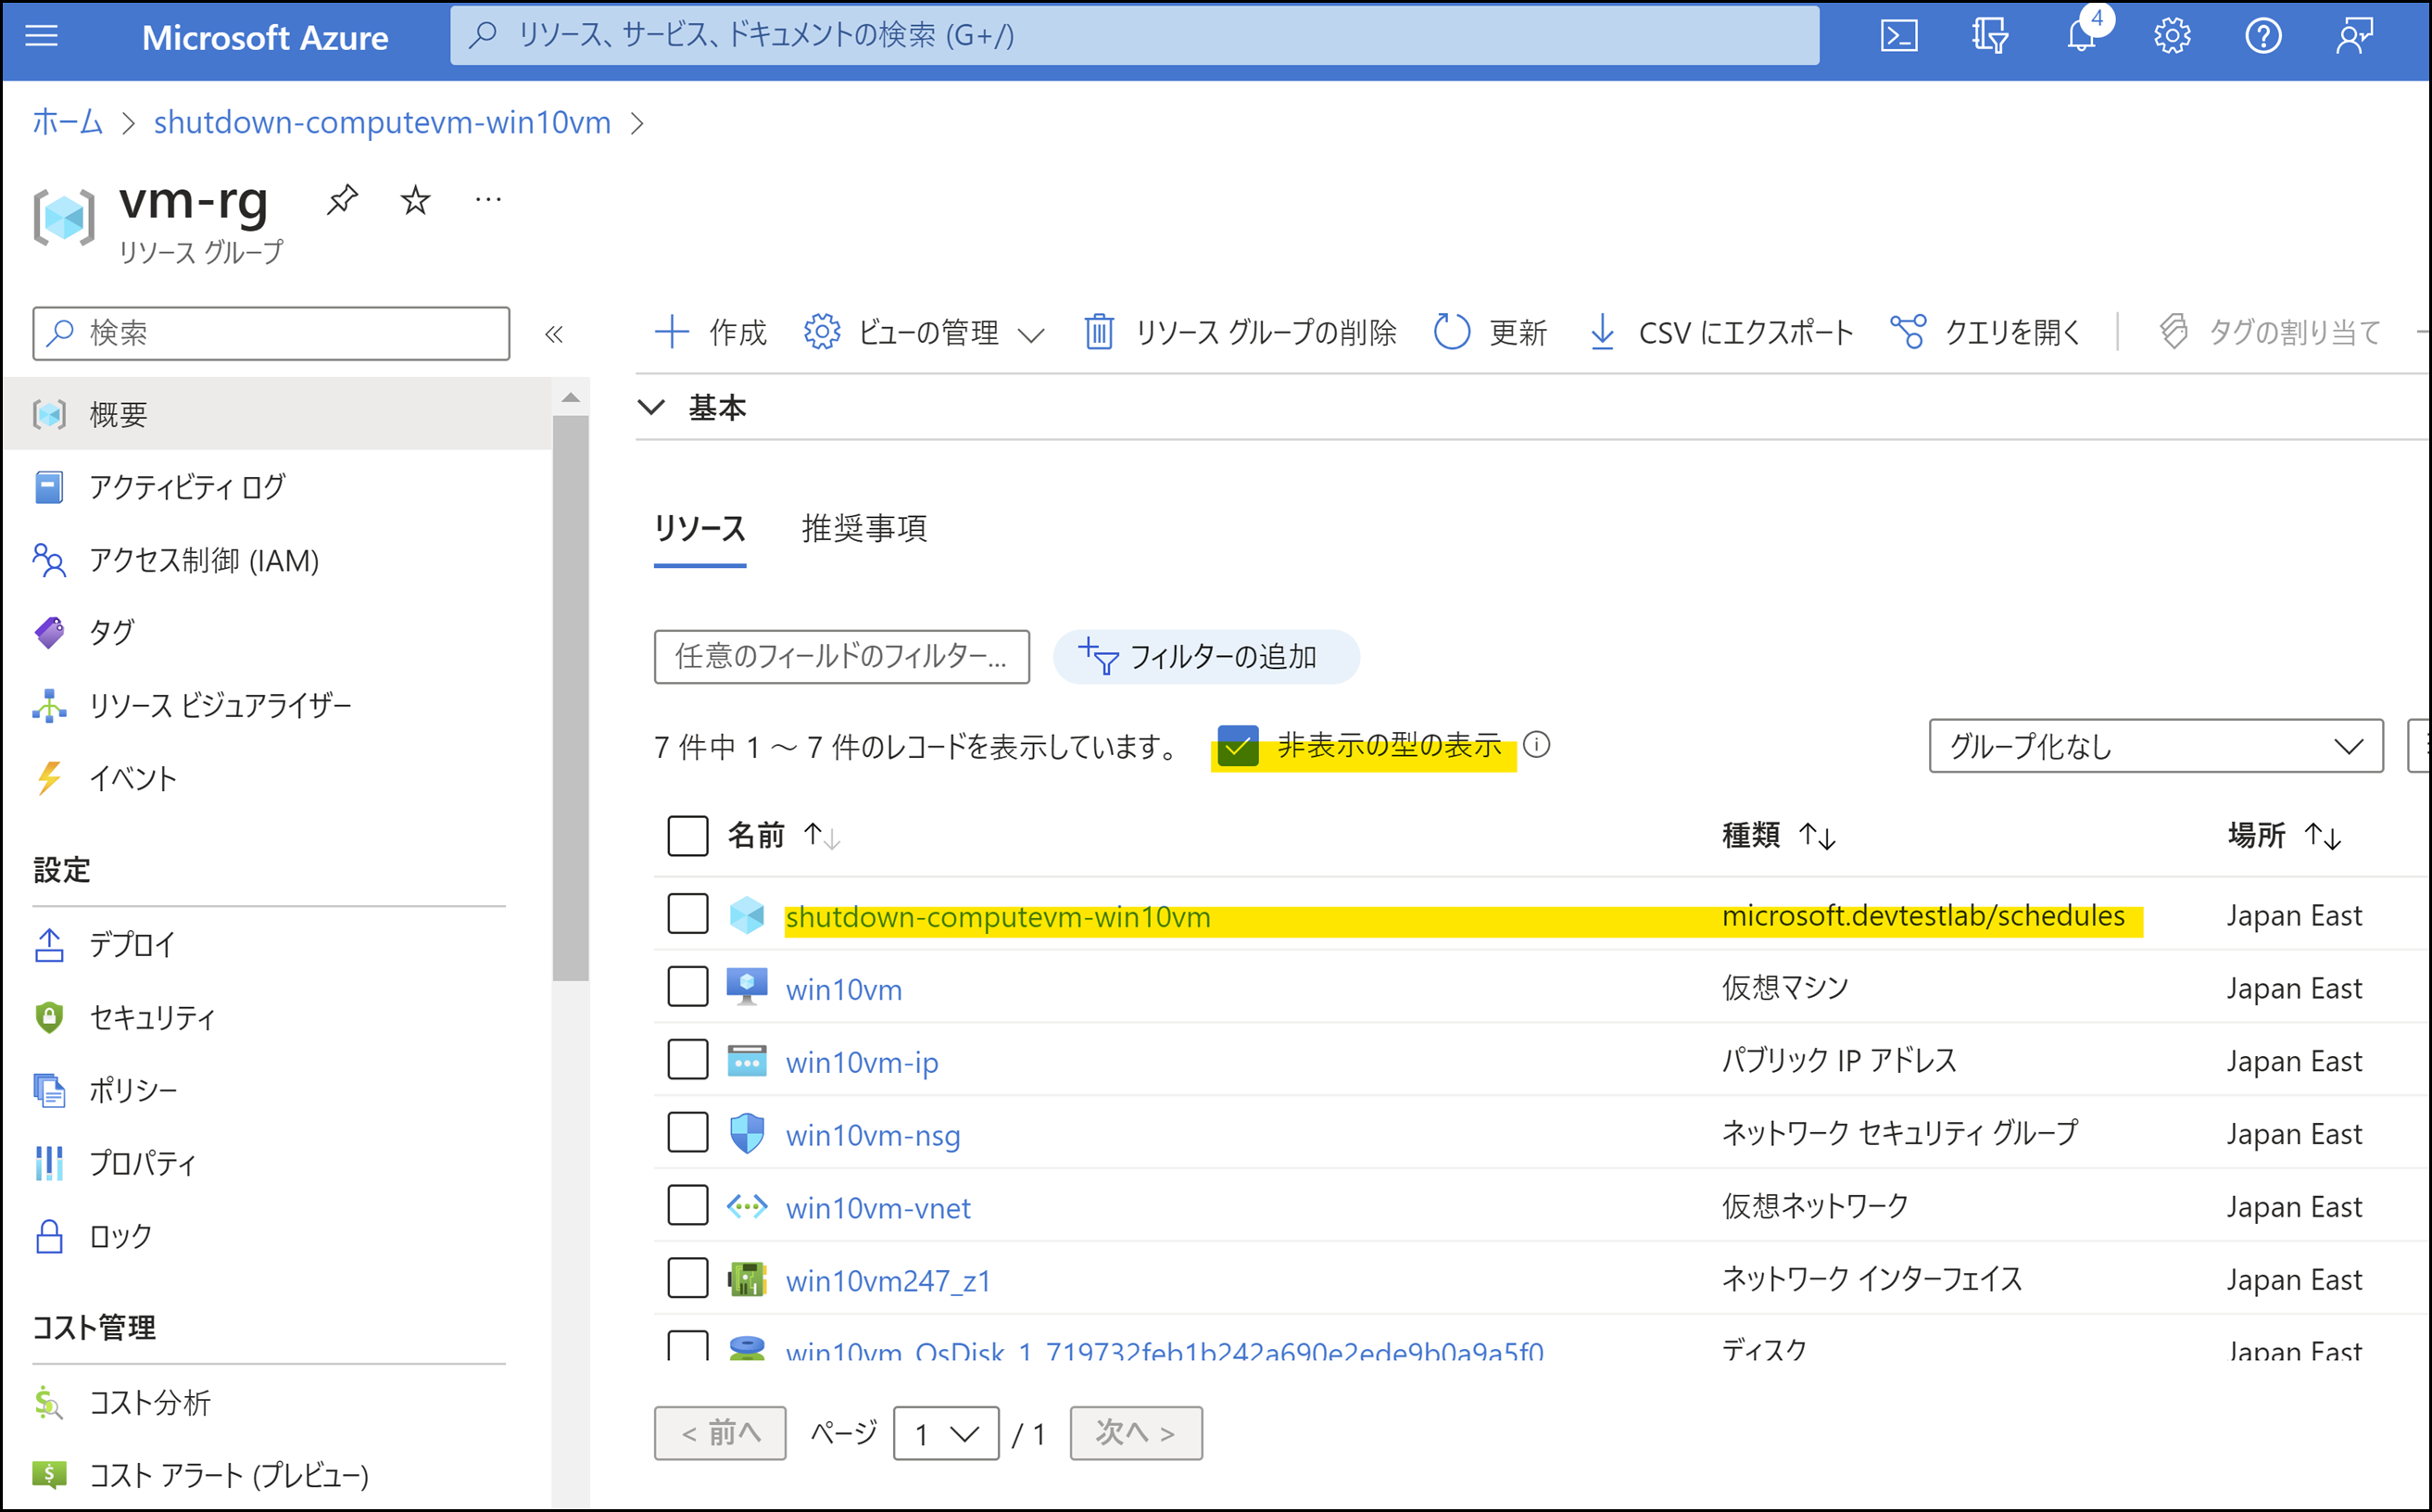 Microsoft Azure
リソース、サービス、ドキュメントの検索 (G+/)
4
ホーム > shutdown-computevm-win10vm >
vm-rg
リソース グループ
検索
作成
ビューの管理
リソース グループの削除
更新
CSV にエクスポート
クエリを開く
タグの割り当て
概要
アクティビティ ログ
アクセス制御 (IAM)
タグ
リソース ビジュアライザー
イベント
設定
デプロイ
セキュリティ
ポリシー
プロパティ
ロック
コスト管理
コスト分析
コスト アラート (プレビュー)
基本
リソース 推奨事項
任意のフィールドのフィルター...
フィルターの追加
7 件中 1 ～ 7 件のレコードを表示しています。
非表示の型の表示
グループ化なし
名前 ↑↓ 種類 ↑↓ 場所 ↑↓
shutdown-computevm-win10vm microsoft.devtestlab/schedules Japan East
win10vm 仮想マシン Japan East
win10vm-ip パブリック IP アドレス Japan East
win10vm-nsg ネットワーク セキュリティ グループ Japan East
win10vm-vnet 仮想ネットワーク Japan East
win10vm247_z1 ネットワーク インターフェイス Japan East
win10vm_OsDisk_1_719732feb1b242a690e2ede9b0a9a5f0 ディスク Japan East
< 前へ ページ 1 / 1 次へ >